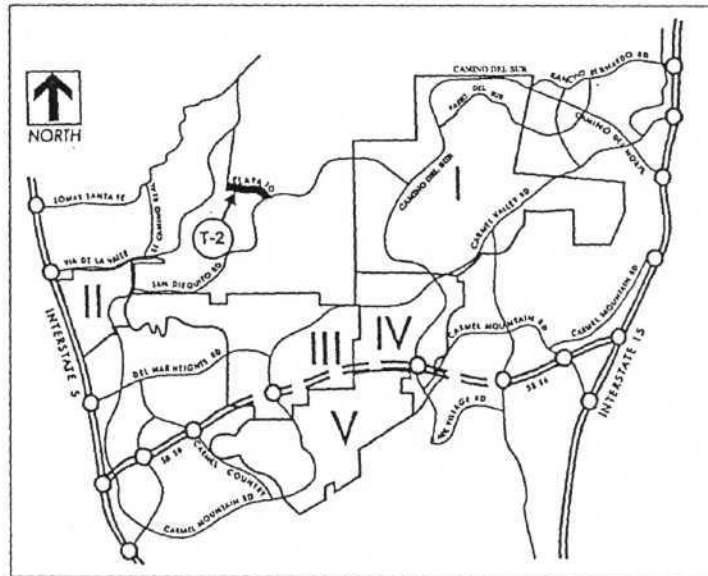 CAMINO DEL SUR
RANCHO BERNARDO RD
NORTH
PASEO DEL SUR
CAMINO DEL NORTE
EL APAJO
LOMAS SANTA FE
EL CAMINO REAL
CAMINO DEL SUR
I
T-2
CARMEL VALLEY RD
VIA DE LA VALLE
SAN DIEGUITO RD
II
INTERSTATE 5
III
IV
CARMEL MOUNTAIN RD
CARMEL MOUNTAIN RD
DEL MAR HEIGHTS RD
V
SR 56
INTERSTATE 15
VILLAGE RD
SR 56
CARMEL COUNTRY
CARMEL MOUNTAIN RD